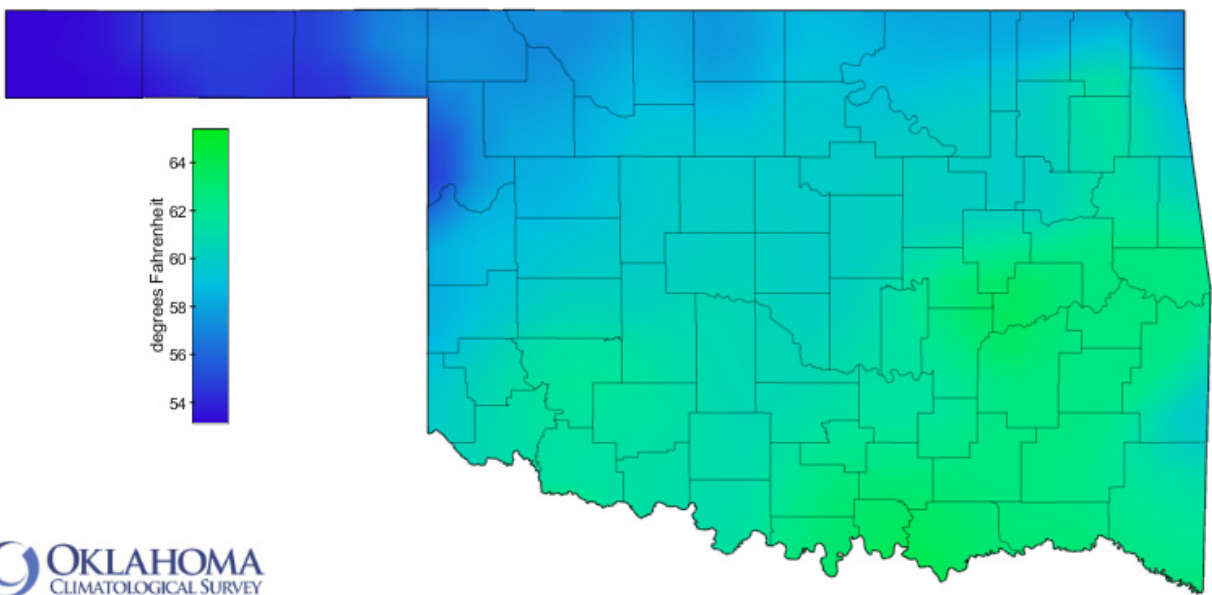 64
62
60
58
56
54
degrees Fahrenheit
OKLAHOMA
CLIMATOLOGICAL SURVEY